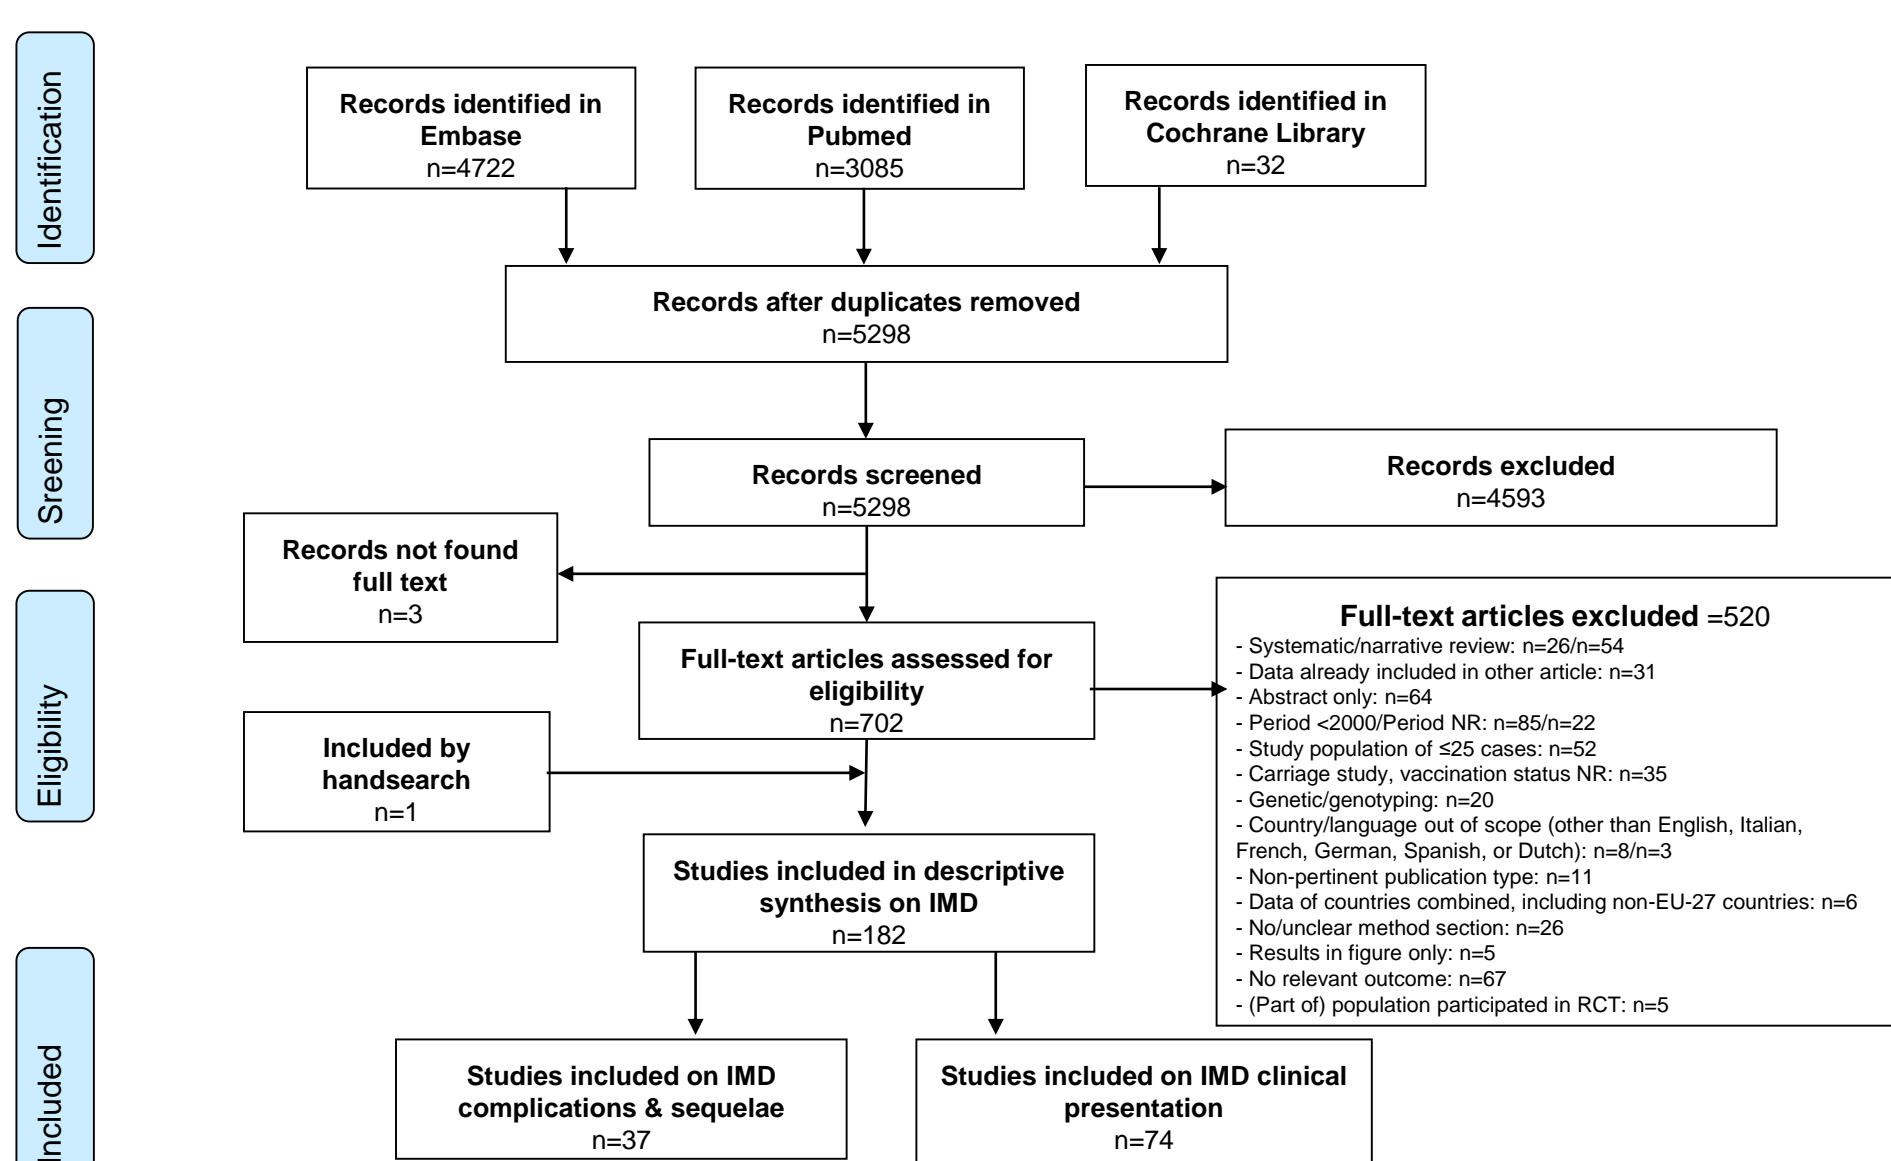 Identification
Records identified in
Embase
n=4722
Records identified in
Pubmed
n=3085
Records identified in
Cochrane Library
n=32
Records after duplicates removed
n=5298
Sreening
Records screened
n=5298
Records excluded
n=4593
Records not found
full text
n=3
Eligibility
Full-text articles assessed for
eligibility
n=702
Full-text articles excluded =520
- Systematic/narrative review: n=26/n=54
- Data already included in other article: n=31
- Abstract only: n=64
- Period <2000/Period NR: n=85/n=22
- Study population of ≤25 cases: n=52
- Carriage study, vaccination status NR: n=35
- Genetic/genotyping: n=20
- Country/language out of scope (other than English, Italian,
French, German, Spanish, or Dutch): n=8/n=3
- Non-pertinent publication type: n=11
- Data of countries combined, including non-EU-27 countries: n=6
- No/unclear method section: n=26
- Results in figure only: n=5
- No relevant outcome: n=67
- (Part of) population participated in RCT: n=5
Included by
handsearch
n=1
Studies included in descriptive
synthesis on IMD
n=182
Included
Studies included on IMD
complications & sequelae
n=37
Studies included on IMD clinical
presentation
n=74